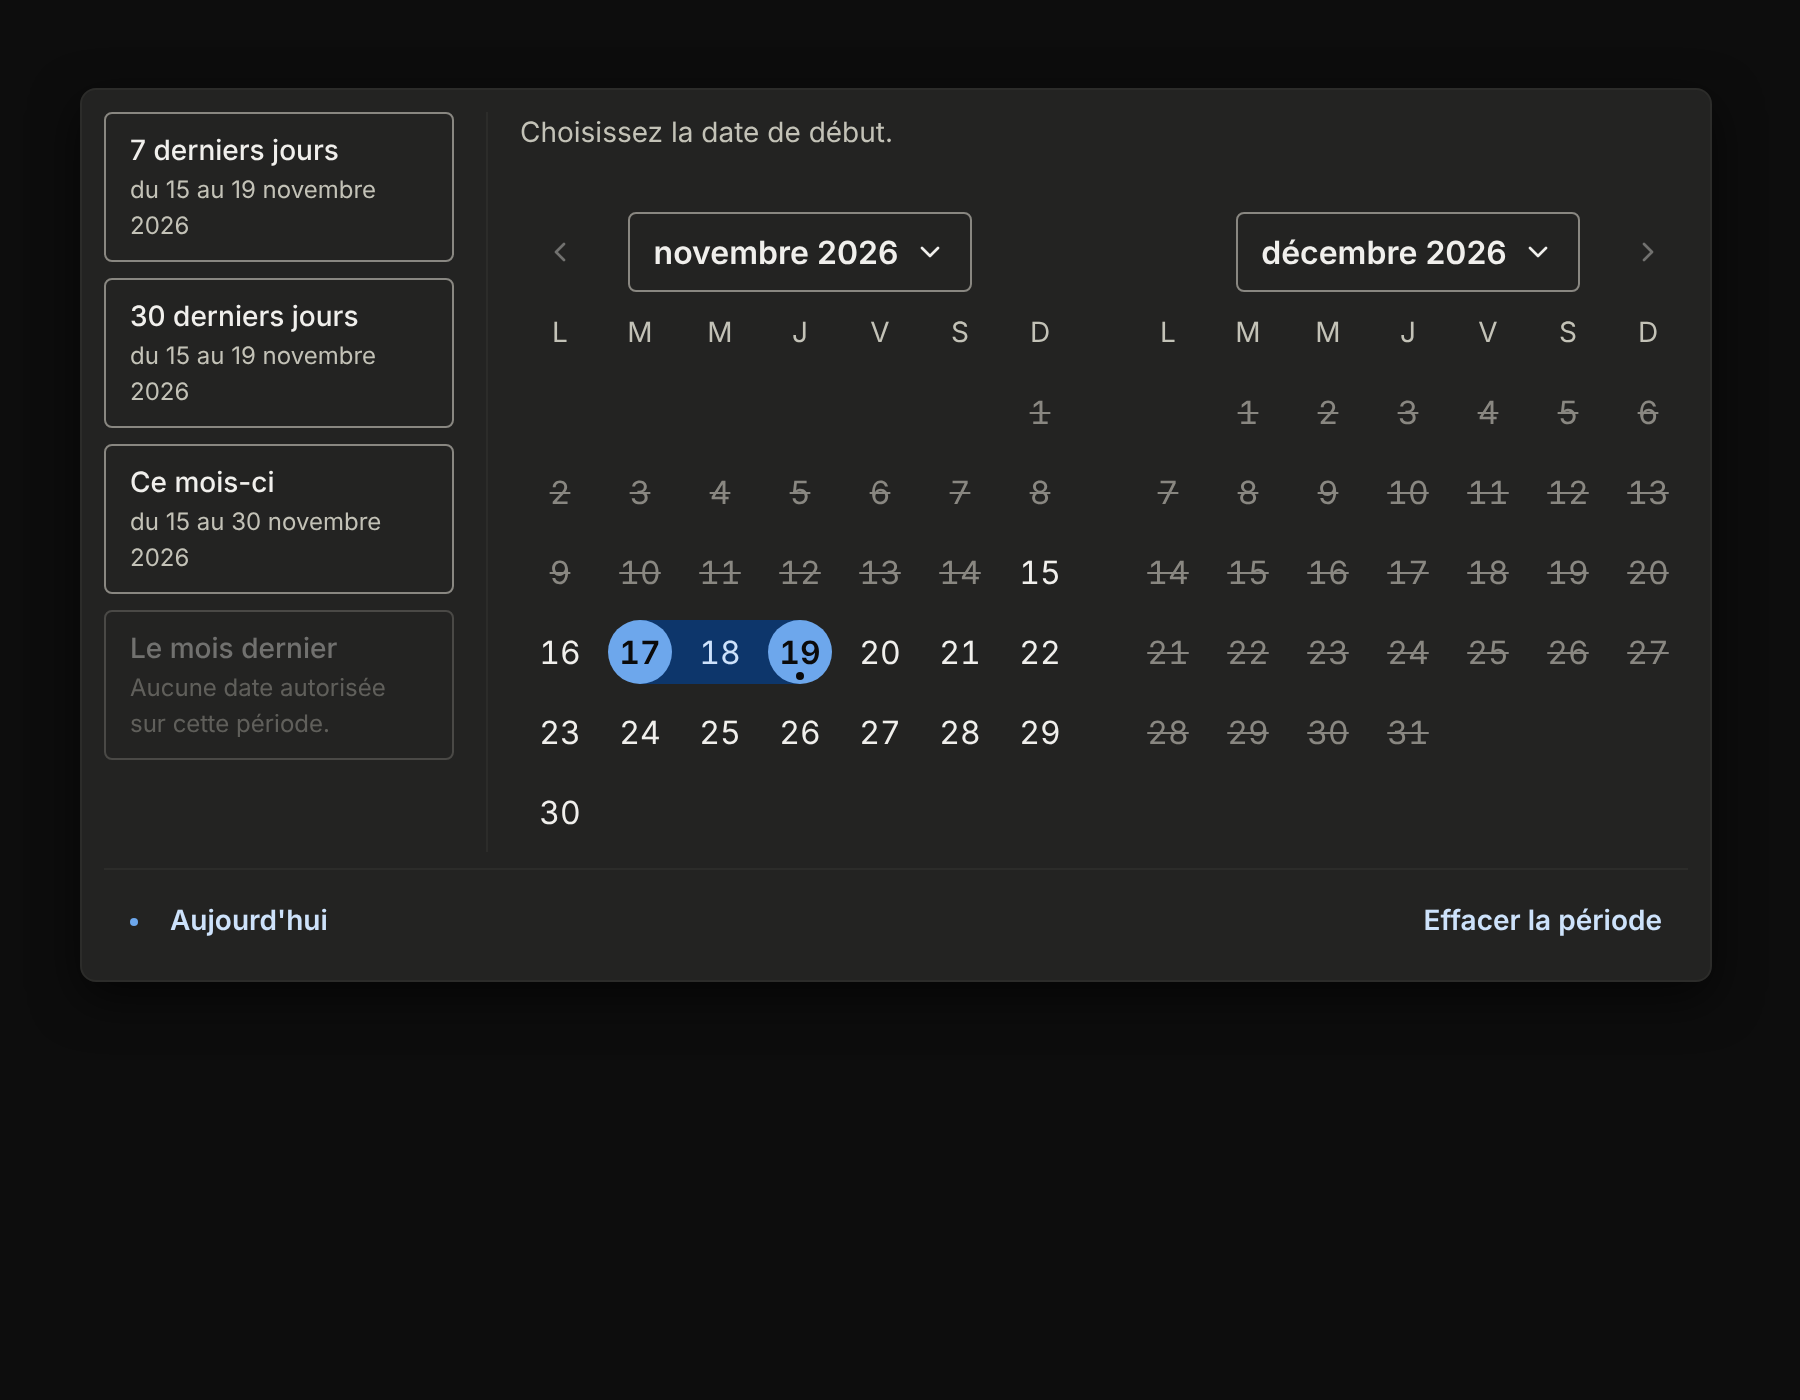 7 derniers jours
du 15 au 19 novembre
2026
30 derniers jours
du 15 au 19 novembre
2026
Ce mois-ci
du 15 au 30 novembre
2026
Le mois dernier
Aucune date autorisée
sur cette période.
Choisissez la date de début.
novembre 2026
L M M J V S D
1
2 3 4 5 6 7 8
9 10 11 12 13 14 15
16 17 18 19 20 21 22
23 24 25 26 27 28 29
30
décembre 2026
L M M J V S D
1 2 3 4 5 6
7 8 9 10 11 12 13
14 15 16 17 18 19 20
21 22 23 24 25 26 27
28 29 30 31
Aujourd'hui
Effacer la période